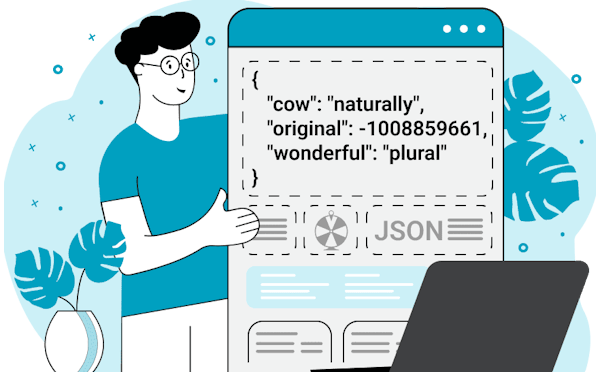 {
"cow": "naturally",
"original": -1008859661,
"wonderful": "plural"
}
JSON